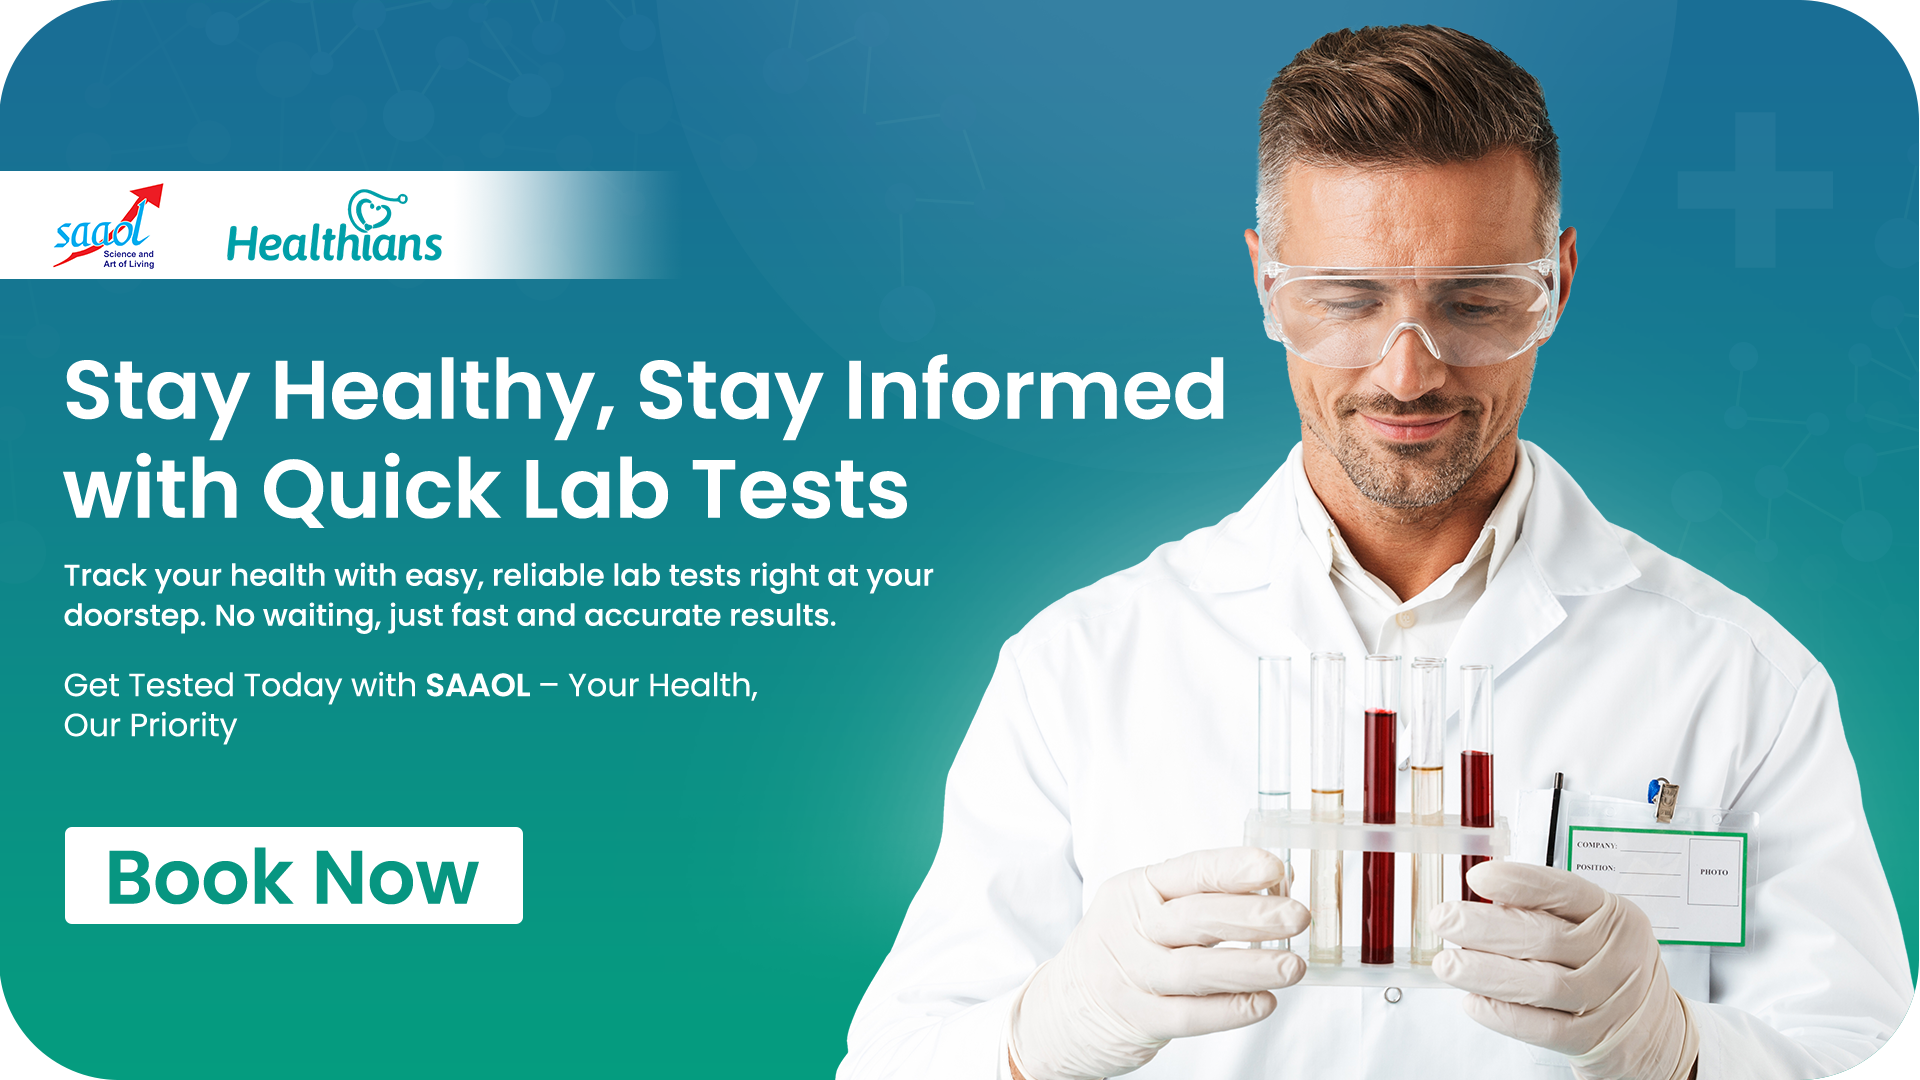 saaol
Science and
Art of Living
Healthians
Stay Healthy, Stay Informed
with Quick Lab Tests
Track your health with easy, reliable lab tests right at your
doorstep. No waiting, just fast and accurate results.
Get Tested Today with SAAOL – Your Health,
Our Priority
Book Now
COMPANY:
POSITION:
PHOTO